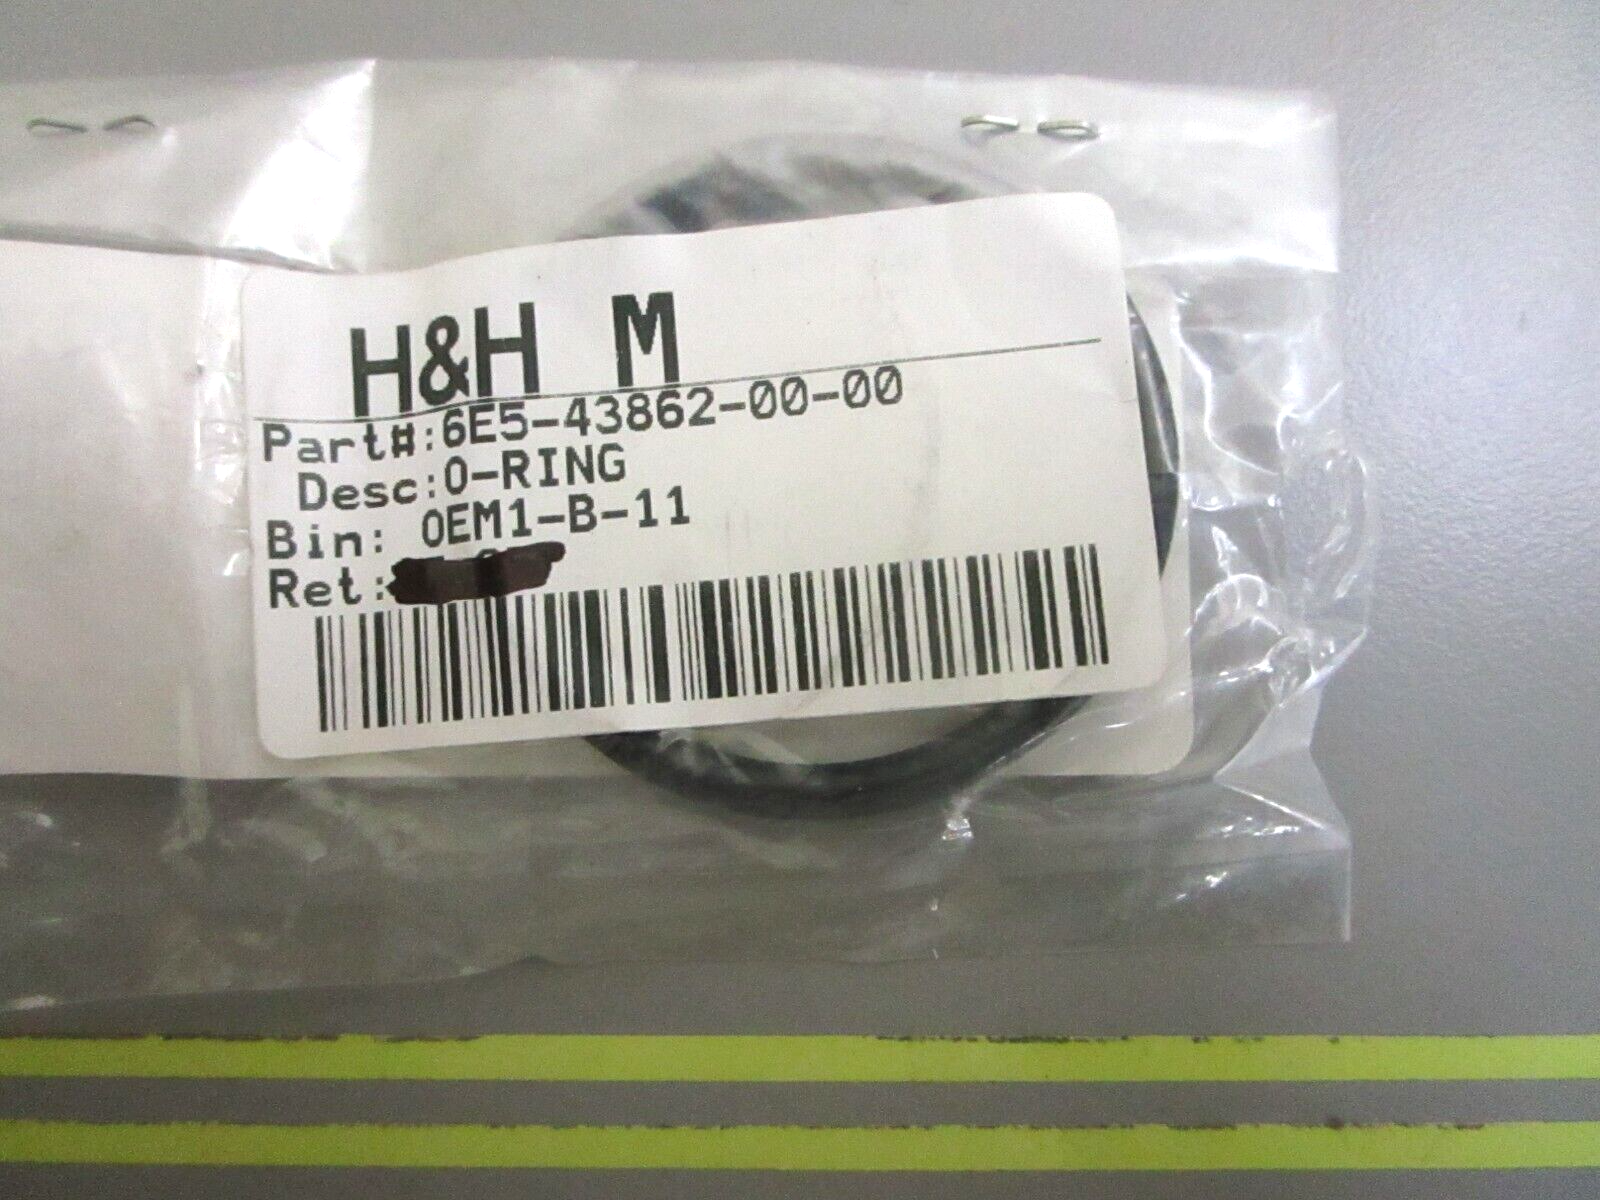 H&H M
Part#:6E5-43862-00-00
Desc:O-RING
Bin: OEM1-B-11
Ret: